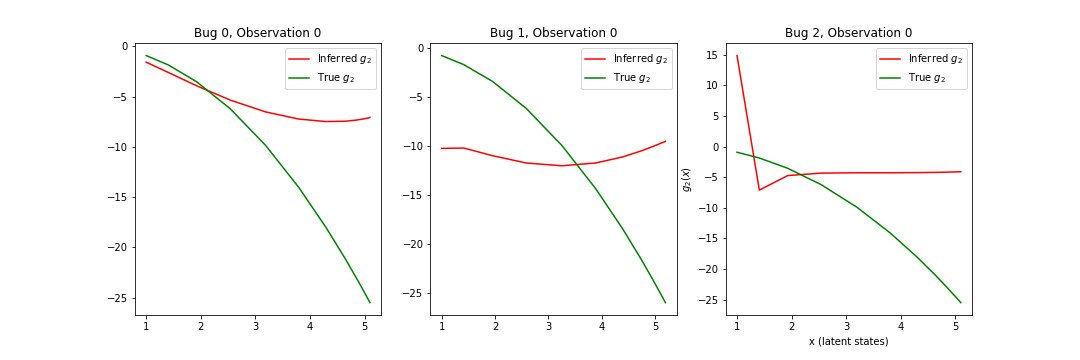 Bug 0, Observation 0
0
−5
−10
−15
−20
−25
1 2 3 4 5
Inferred g₂
True g₂
Bug 1, Observation 0
0
−5
−10
−15
−20
−25
1 2 3 4 5
Inferred g₂
True g₂
Bug 2, Observation 0
g₂(x)
15
10
5
0
−5
−10
−15
−20
−25
1 2 3 4 5
x (latent states)
Inferred g₂
True g₂